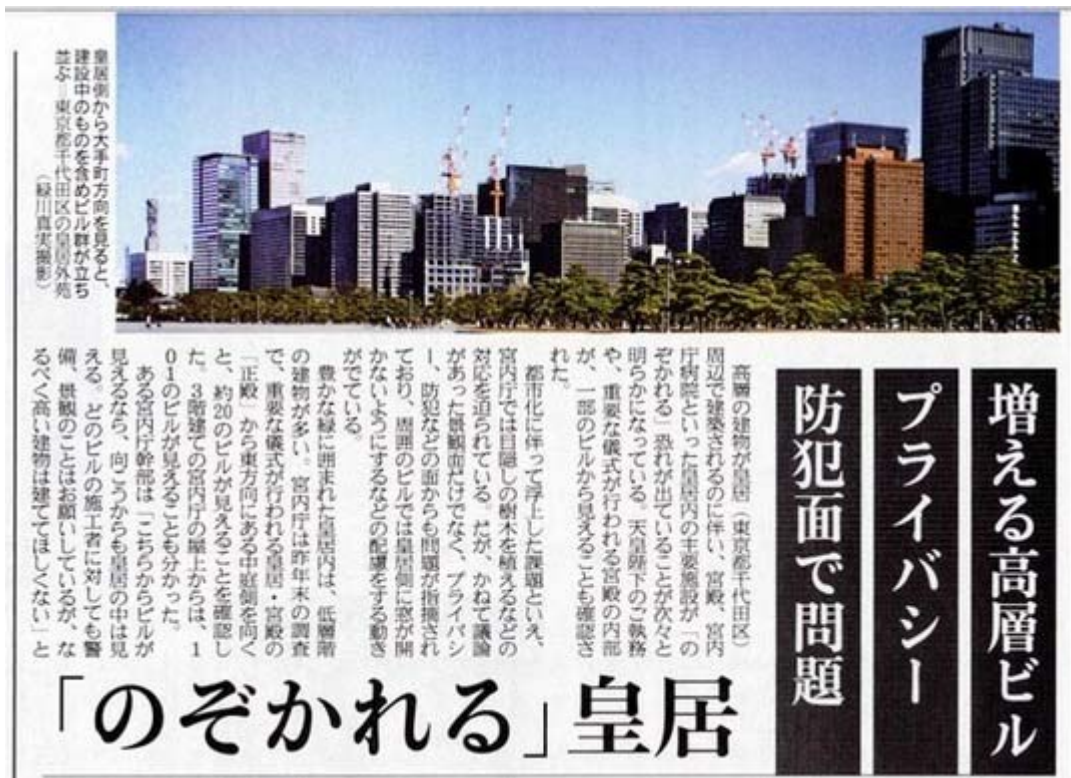 増える高層ビル
プライバシー
防犯面で問題
「のぞかれる」皇居
皇居側から大手町方向を見ると、
建設中のものを含めビル群が立ち
並ぶ＝東京都千代田区の皇居外苑
（緑川真実撮影）
高層の建物が皇居（東京都千代田区）
周辺で建築されるのに伴い、宮殿、宮内
庁病院といった皇居内の主要施設が「の
ぞかれる」恐れが出ていることが次々と
明らかになっている。天皇陛下のご執務
や、重要な儀式が行われる宮殿の内部
が、一部のビルから見えることも確認さ
れた。
都市化に伴って浮上した課題といえ、
宮内庁では目隠しの樹木を植えるなどの
対応を迫られている。だが、かねて議論
があった景観面だけでなく、プライバシ
ー、防犯などの面からも問題が指摘され
ており、周囲のビルでは皇居側に窓が開
かないようにするなどの配慮をする動き
がでている。
豊かな緑に囲まれた皇居内は、低層階
の建物が多い。宮内庁は昨年末の調査
で、重要な儀式が行われる皇居・宮殿の
「正殿」から東方向にある中庭側を向く
と、約20のビルが見えることを確認し
た。3階建ての宮内庁の屋上からは、1
01のビルが見えることも分かった。
ある宮内庁幹部は「こちらからビルが
見えるなら、向こうからも皇居の中は見
える。どのビルの施工者に対しても警
備、景観のことはお願いしているが、な
るべく高い建物は建ててほしくない」と